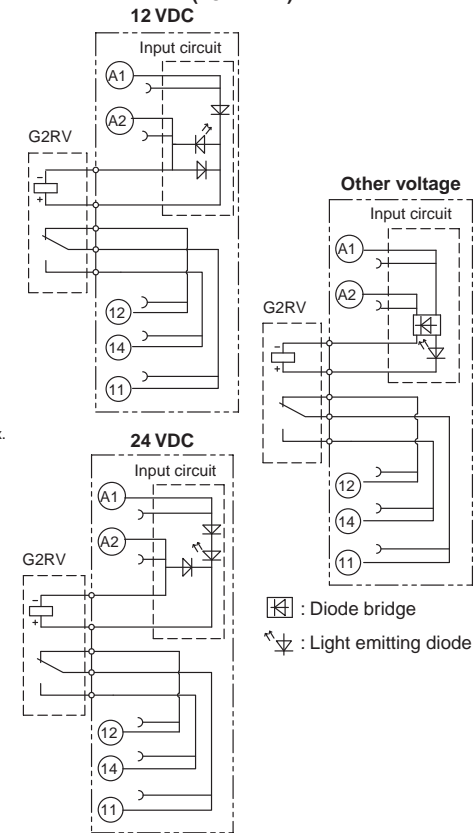 12 VDC
Input circuit
A1
A2
G2RV
–
+
12
14
11
Other voltage
Input circuit
A1
A2
G2RV
–
+
12
14
11
24 VDC
Input circuit
A1
A2
G2RV
–
+
12
14
11
: Diode bridge
: Light emitting diode